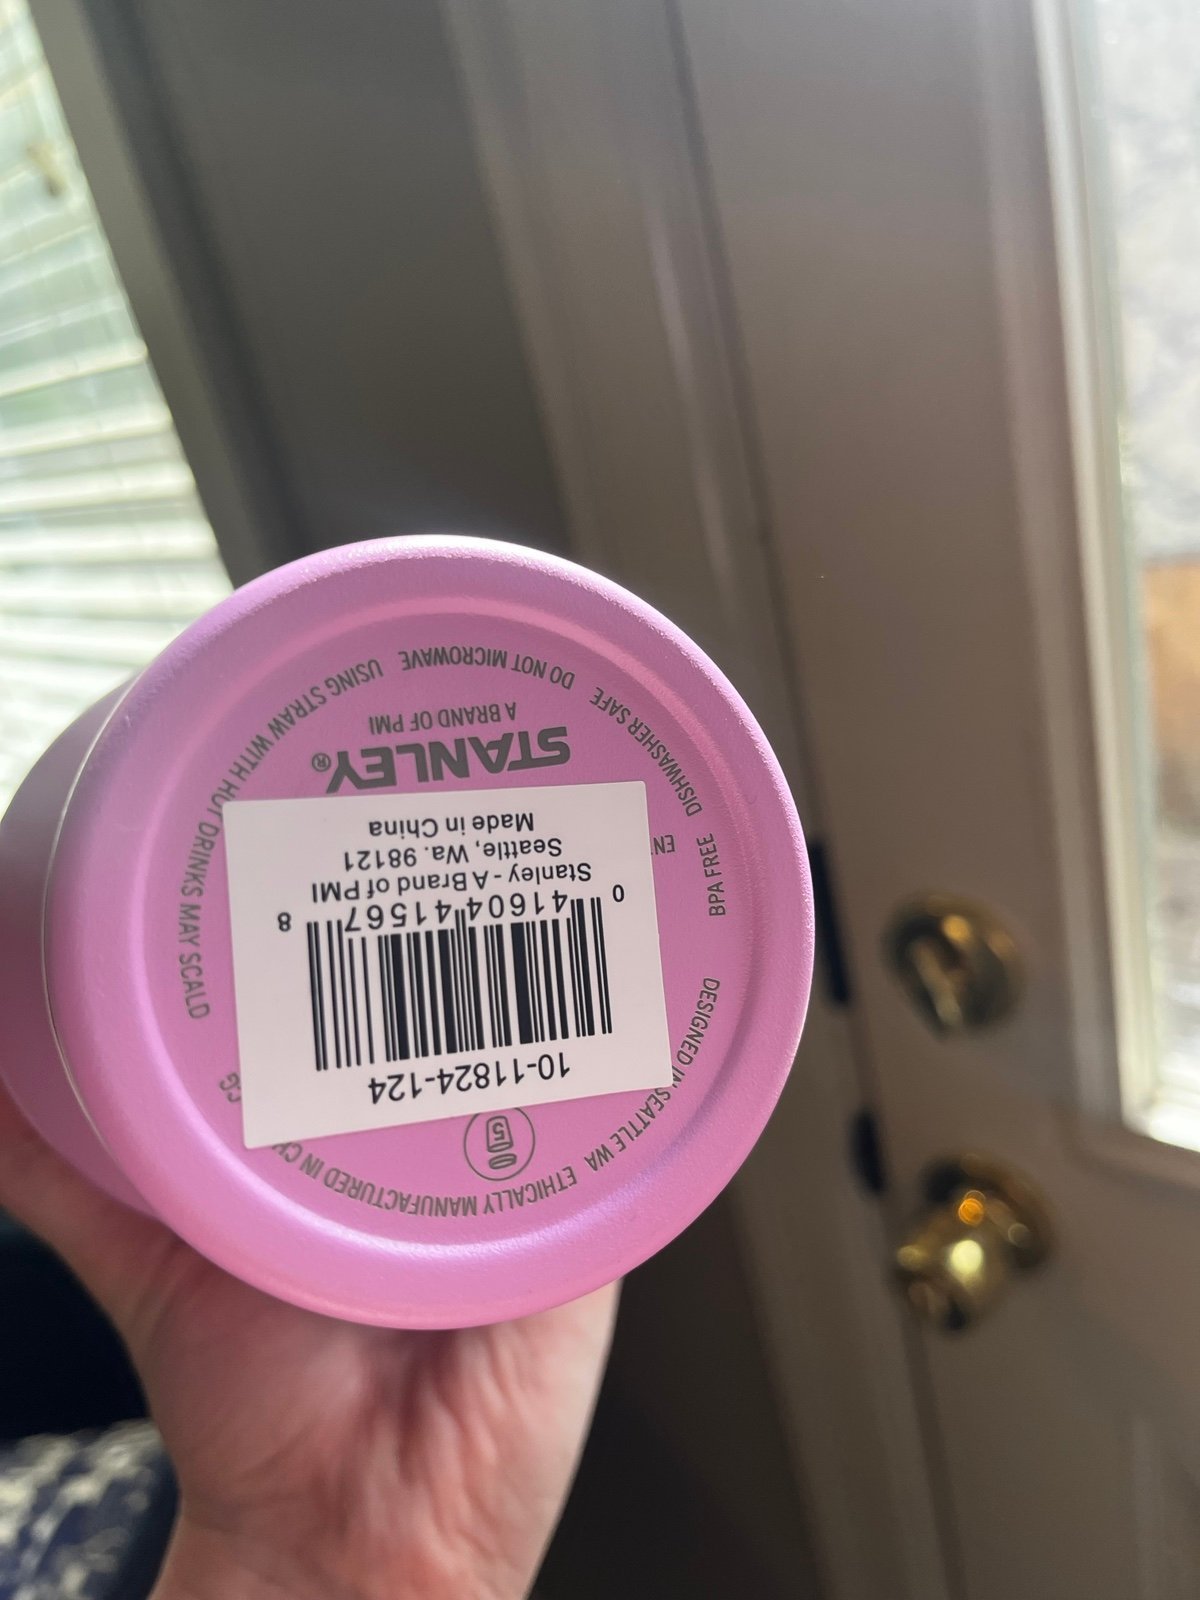 STANLEY®
A BRAND OF PMI
USING STRAW WITH HOT DRINKS MAY SCALD
DO NOT MICROWAVE
DISHWASHER SAFE
BPA FREE
DESIGNED IN SEATTLE WA
ETHICALLY MANUFACTURED IN
5
10-11824-124
0 41604 41567 8
Stanley - A Brand of PMI
Seattle, Wa. 98121
Made in China